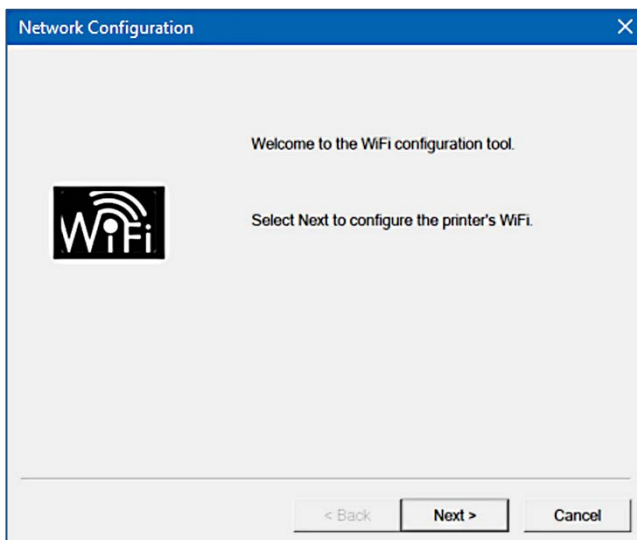 Network Configuration
Welcome to the WiFi configuration tool.
WiFi
Select Next to configure the printer's WiFi.
< Back Next > Cancel